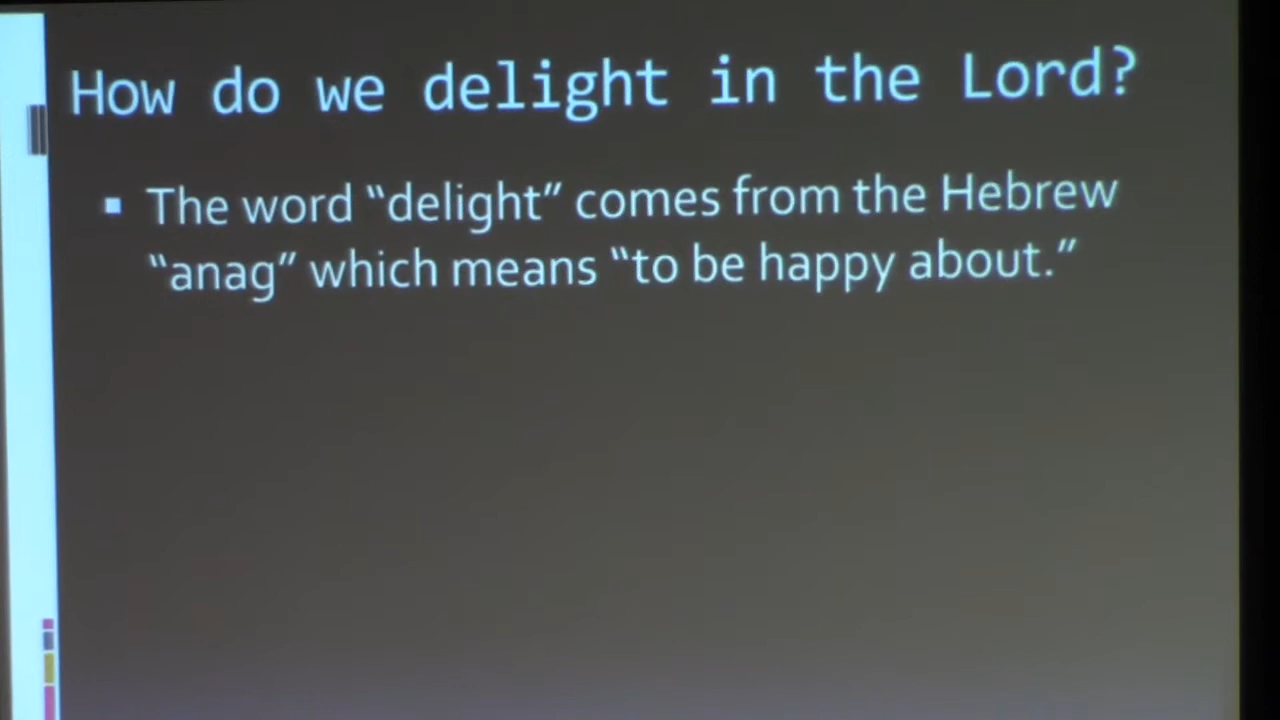 How do we delight in the Lord?
▪ The word “delight” comes from the Hebrew
“anag” which means “to be happy about.”